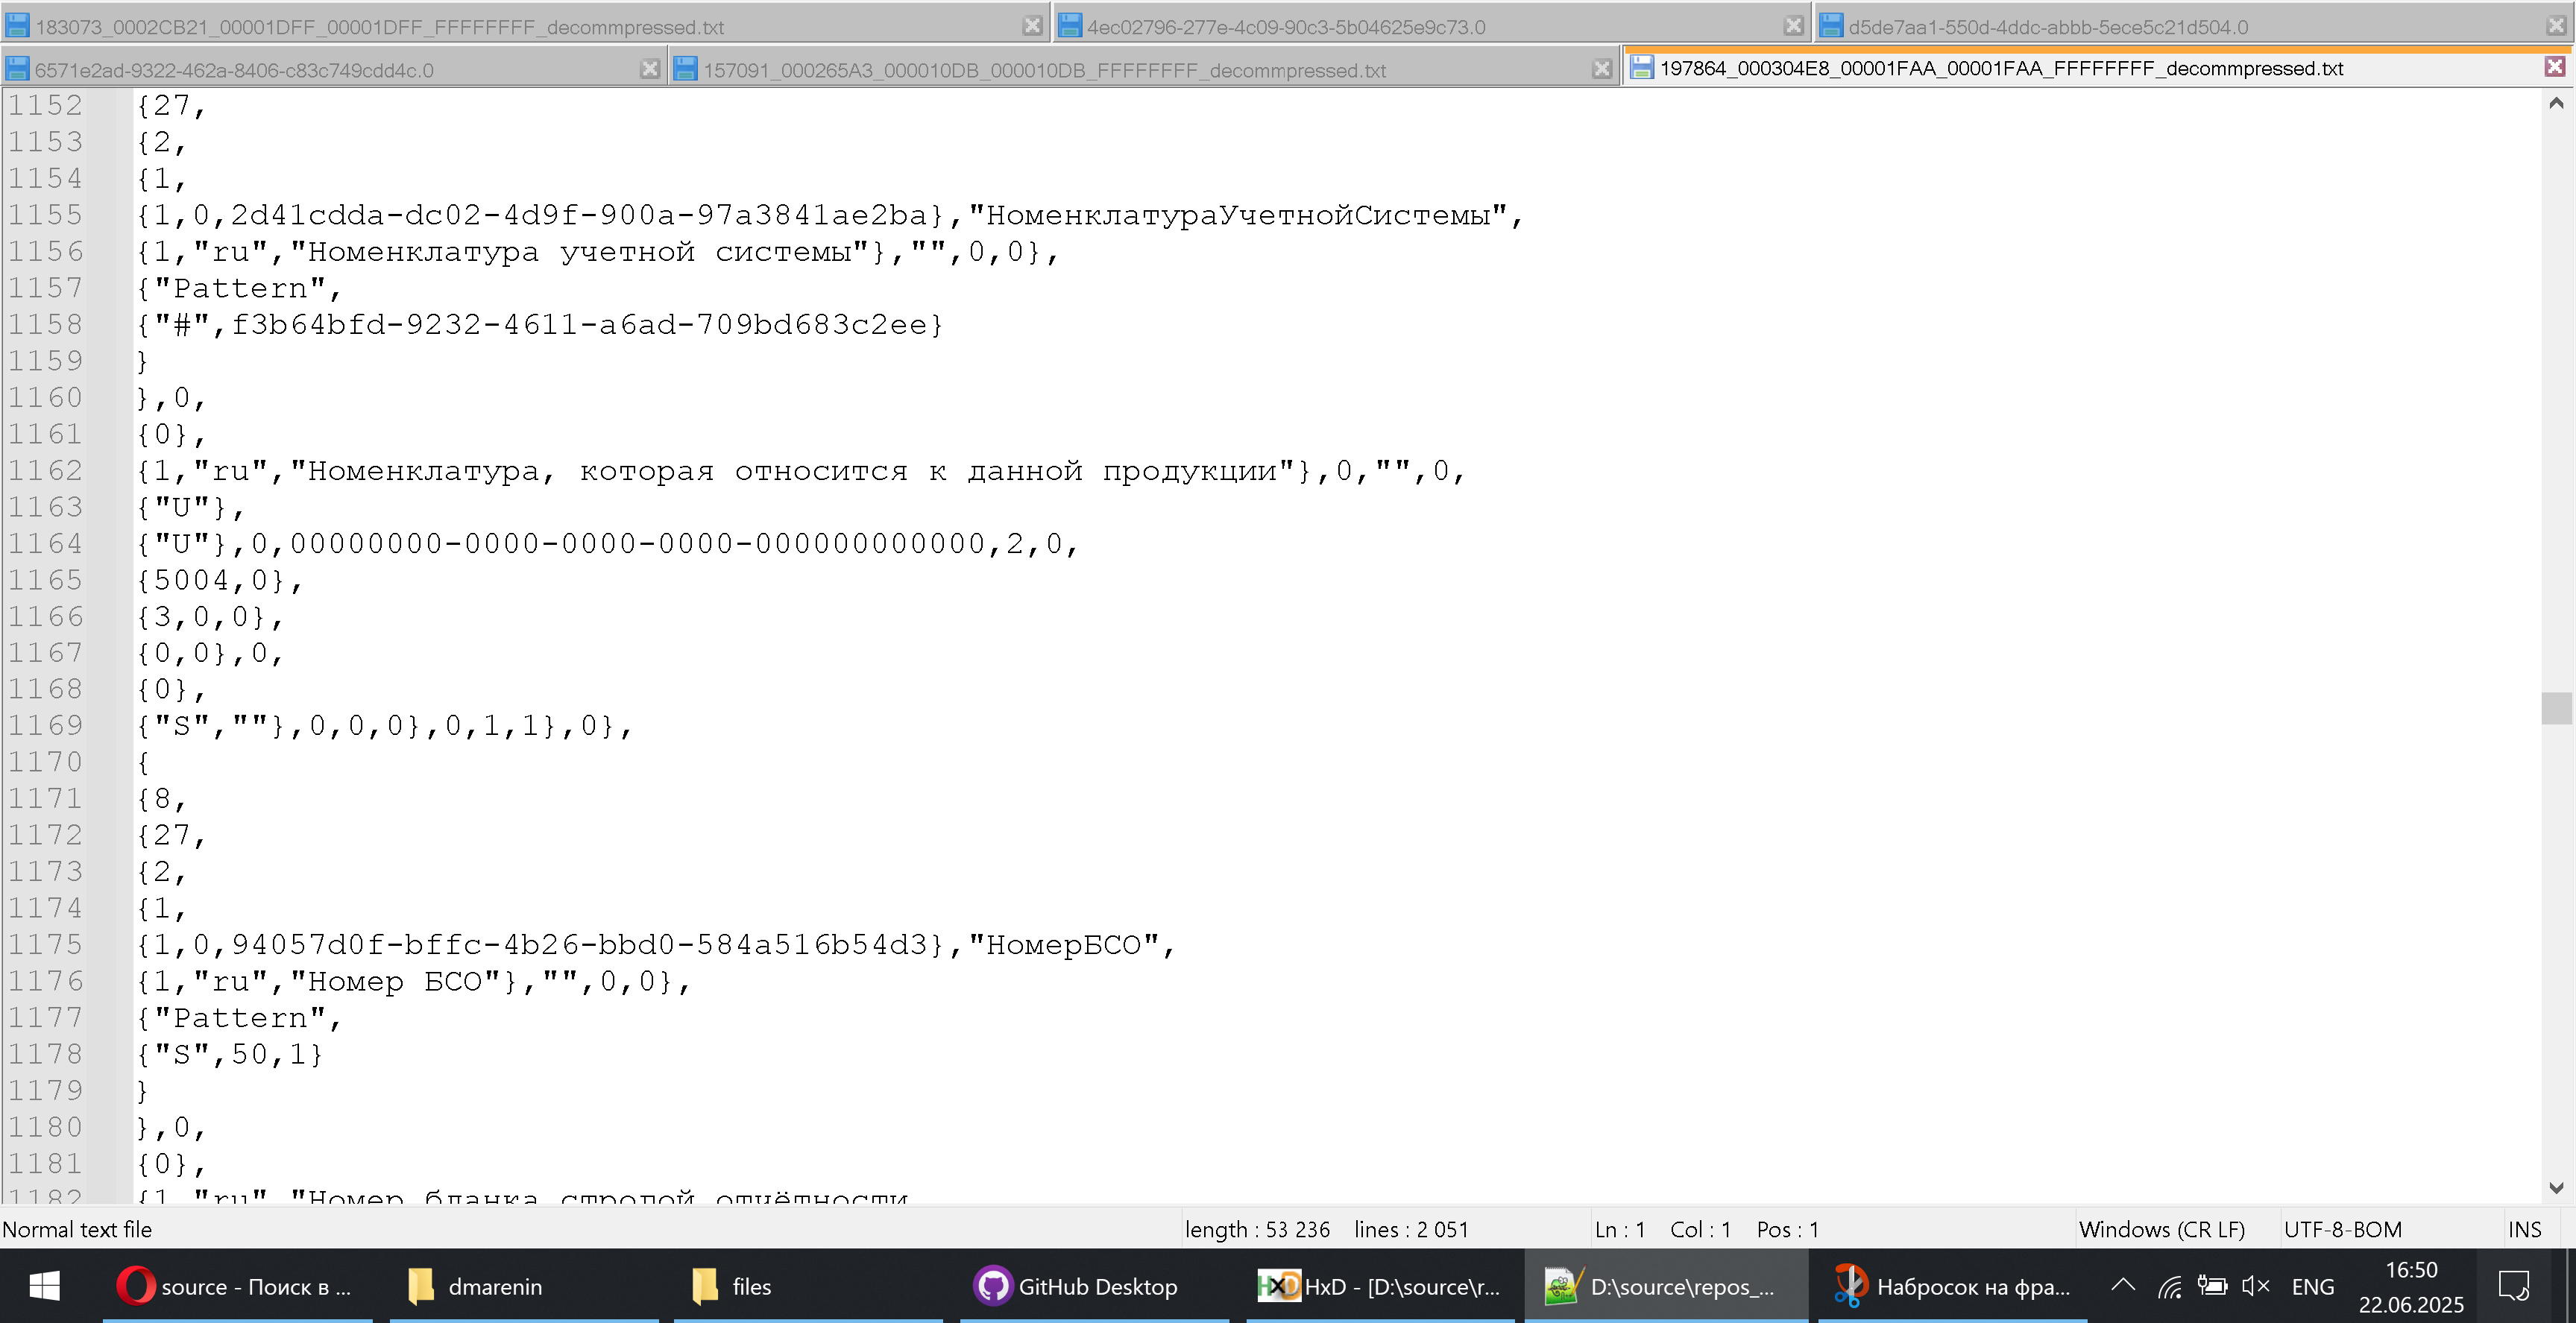 183073_0002CB21_00001DFF_00001DFF_FFFFFFFF_decommpressed.txt
4ec02796-277e-4c09-90c3-5b04625e9c73.0
d5de7aa1-550d-4ddc-abbb-5ece5c21d504.0
6571e2ad-9322-462a-8406-c83c749cdd4c.0
157091_000265A3_000010DB_000010DB_FFFFFFFF_decommpressed.txt
197864_000304E8_00001FAA_00001FAA_FFFFFFFF_decommpressed.txt
1152 {27,
1153 {2,
1154 {1,
1155 {1,0,2d41cdda-dc02-4d9f-900a-97a3841ae2ba},"НоменклатураУчетнойСистемы",
1156 {1,"ru","Номенклатура учетной системы"},"",0,0},
1157 {"Pattern",
1158 {"#",f3b64bfd-9232-4611-a6ad-709bd683c2ee}
1159 }
1160 },0,
1161 {0},
1162 {1,"ru","Номенклатура, которая относится к данной продукции"},0,"",0,
1163 {"U"},
1164 {"U"},0,00000000-0000-0000-0000-000000000000,2,0,
1165 {5004,0},
1166 {3,0,0},
1167 {0,0},0,
1168 {0},
1169 {"S",""},0,0,0},0,1,1},0},
1170 {
1171 {8,
1172 {27,
1173 {2,
1174 {1,
1175 {1,0,94057d0f-bffc-4b26-bbd0-584a516b54d3},"НомерБСО",
1176 {1,"ru","Номер БСО"},"",0,0},
1177 {"Pattern",
1178 {"S",50,1}
1179 }
1180 },0,
1181 {0},
1182 {1,"ru","Номер бланка строгой отчётности
Normal text file
length : 53 236 lines : 2 051
Ln : 1 Col : 1 Pos : 1
Windows (CR LF)
UTF-8-BOM
INS
source - Поиск в ...
dmarenin
files
GitHub Desktop
HxD - [D:\source\r...
D:\source\repos_...
Набросок на фра...
ENG
16:50
22.06.2025